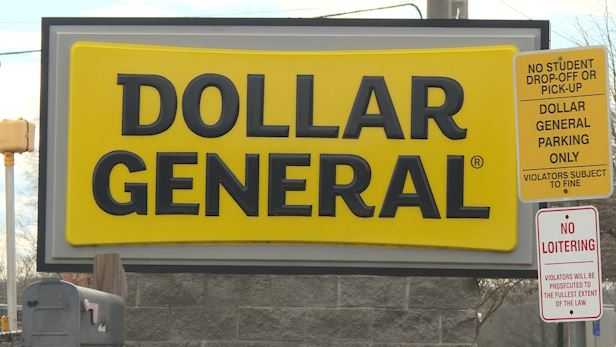 DOLLAR
GENERAL®
NO STUDENT
DROP-OFF OR
PICK-UP
DOLLAR
GENERAL
PARKING
ONLY
VIOLATORS SUBJECT
TO FINE
NO
LOITERING
VIOLATORS WILL BE
PROSECUTED TO
THE FULLEST EXTENT
OF THE LAW